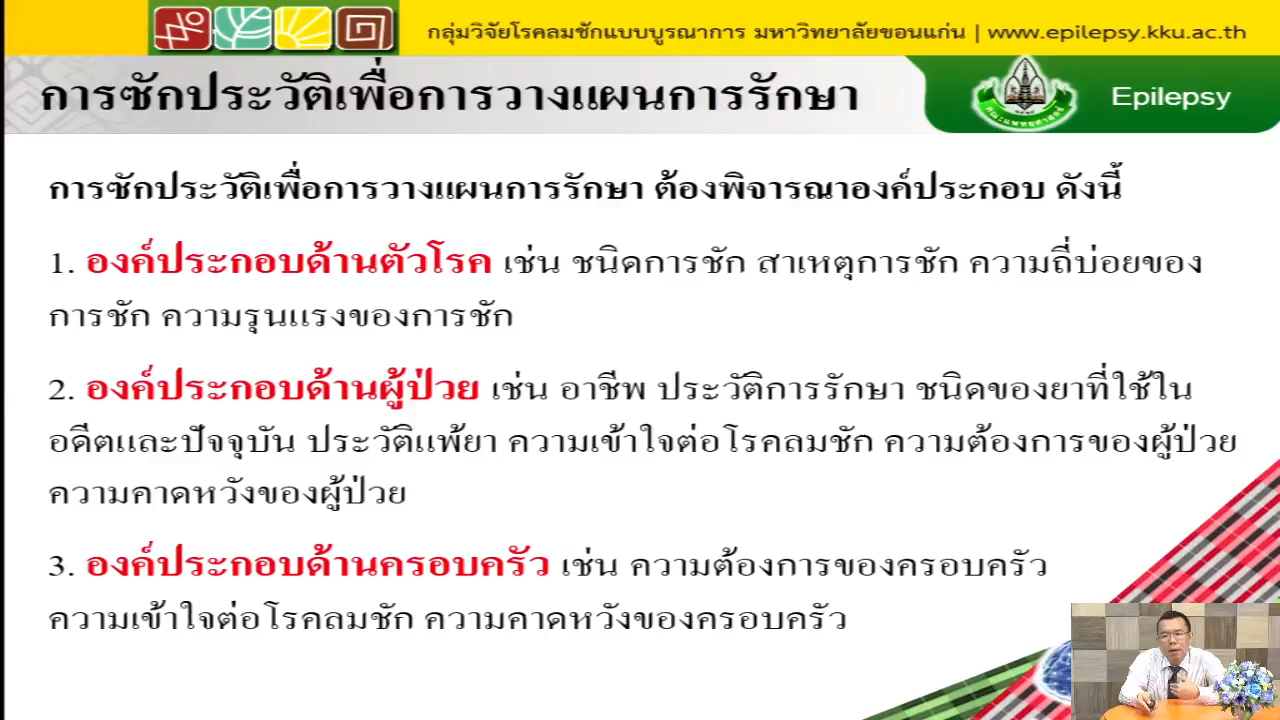 กลุ่มวิจัยโรคลมชักแบบบูรณาการ มหาวิทยาลัยขอนแก่น | www.epilepsy.kku.ac.th
การซักประวัติเพื่อการวางแผนการรักษา
คณะแพทยศาสตร์
Epilepsy
การซักประวัติเพื่อการวางแผนการรักษา ต้องพิจารณาองค์ประกอบ ดังนี้
1. องค์ประกอบด้านตัวโรค เช่น ชนิดการชัก สาเหตุการชัก ความถี่บ่อยของ
การชัก ความรุนแรงของการชัก
2. องค์ประกอบด้านผู้ป่วย เช่น อาชีพ ประวัติการรักษา ชนิดของยาที่ใช้ใน
อดีตและปัจจุบัน ประวัติแพ้ยา ความเข้าใจต่อโรคลมชัก ความต้องการของผู้ป่วย
ความคาดหวังของผู้ป่วย
3. องค์ประกอบด้านครอบครัว เช่น ความต้องการของครอบครัว
ความเข้าใจต่อโรคลมชัก ความคาดหวังของครอบครัว